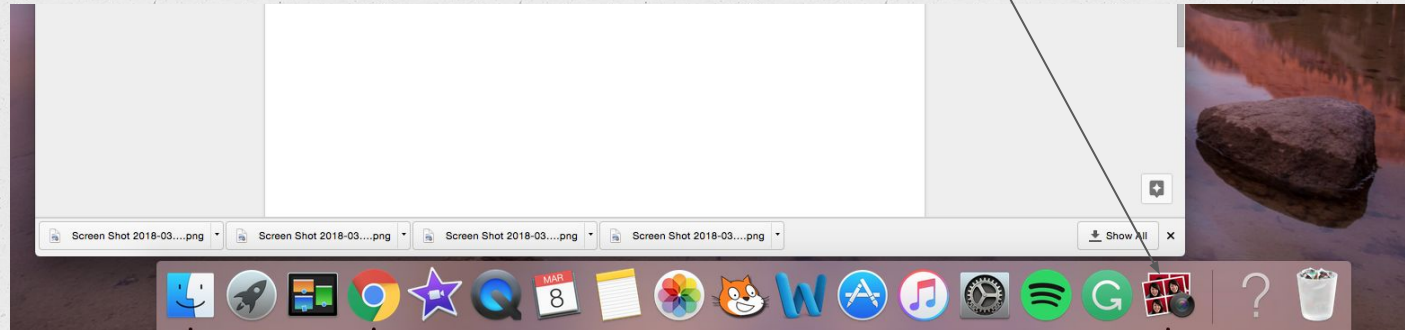 Screen Shot 2018-03....png Screen Shot 2018-03....png Screen Shot 2018-03....png Screen Shot 2018-03....png Show All
MAR
8
W
G
?